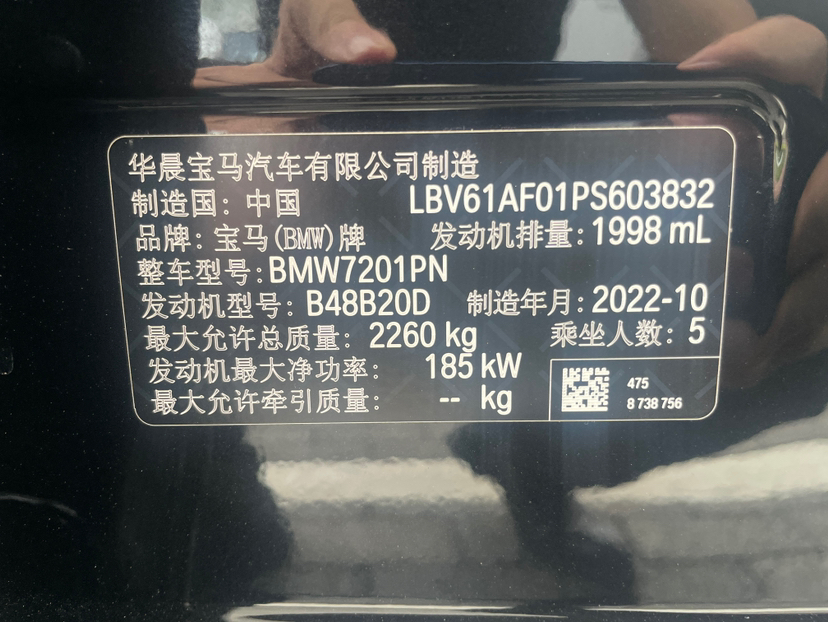 华晨宝马汽车有限公司制造
制造国：中国 LBV61AF01PS603832
品牌：宝马(BMW)牌 发动机排量：1998 mL
整车型号：BMW7201PN
发动机型号：B48B20D 制造年月：2022-10
最大允许总质量：2260 kg 乘坐人数：5
发动机最大净功率：185 kW
最大允许牵引质量：-- kg
475
8 738 756